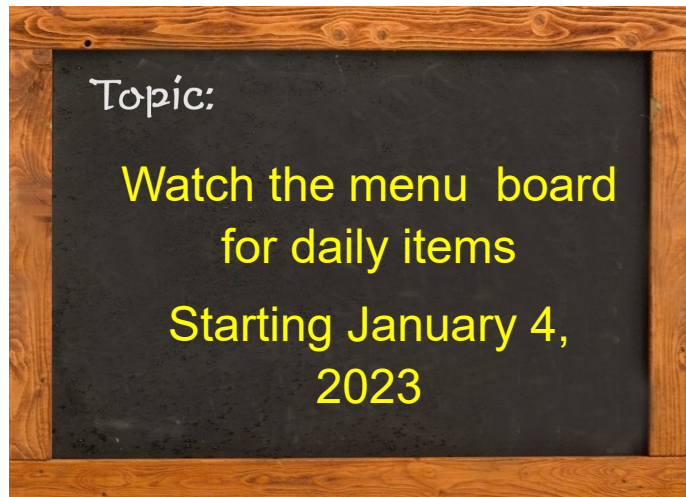 Topic:
Watch the menu  board
for daily items
Starting January 4,
2023